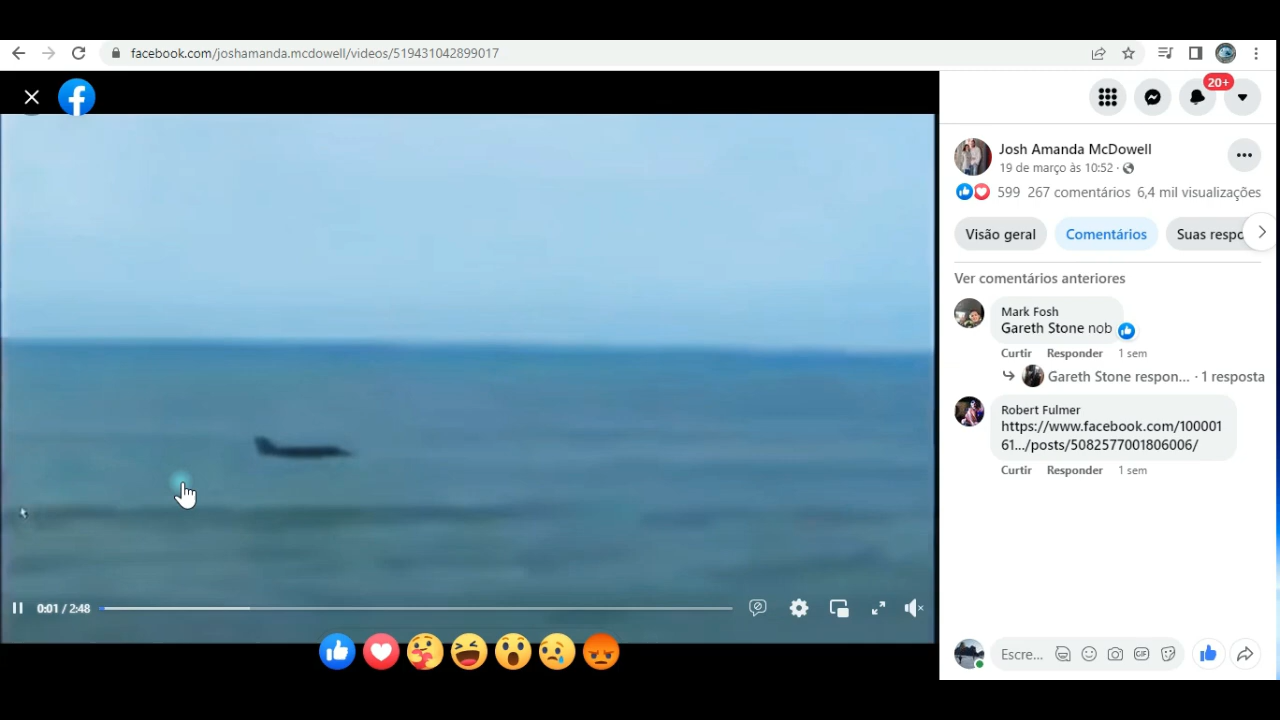 facebook.com/joshamanda.mcdowell/videos/519431042899017
20+
Josh Amanda McDowell
19 de março às 10:52 ·
599 267 comentários 6,4 mil visualizações
Visão geral Comentários Suas respo
Ver comentários anteriores
Mark Fosh
Gareth Stone nob
Curtir Responder 1 sem
Gareth Stone respon... · 1 resposta
Robert Fulmer
https://www.facebook.com/100001
61.../posts/5082577001806006/
Curtir Responder 1 sem
0:01 / 2:48
Escre...
GIF